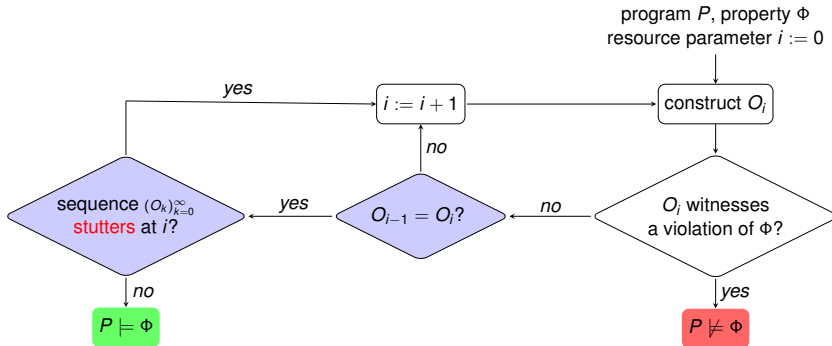 program P, property Φ
resource parameter i := 0
yes
i := i + 1
construct O_i
no
sequence (O_k)_{k=0}^∞
stutters at i?
yes
O_{i−1} = O_i?
no
O_i witnesses
a violation of Φ?
no
yes
P ⊨ Φ
P ⊭ Φ